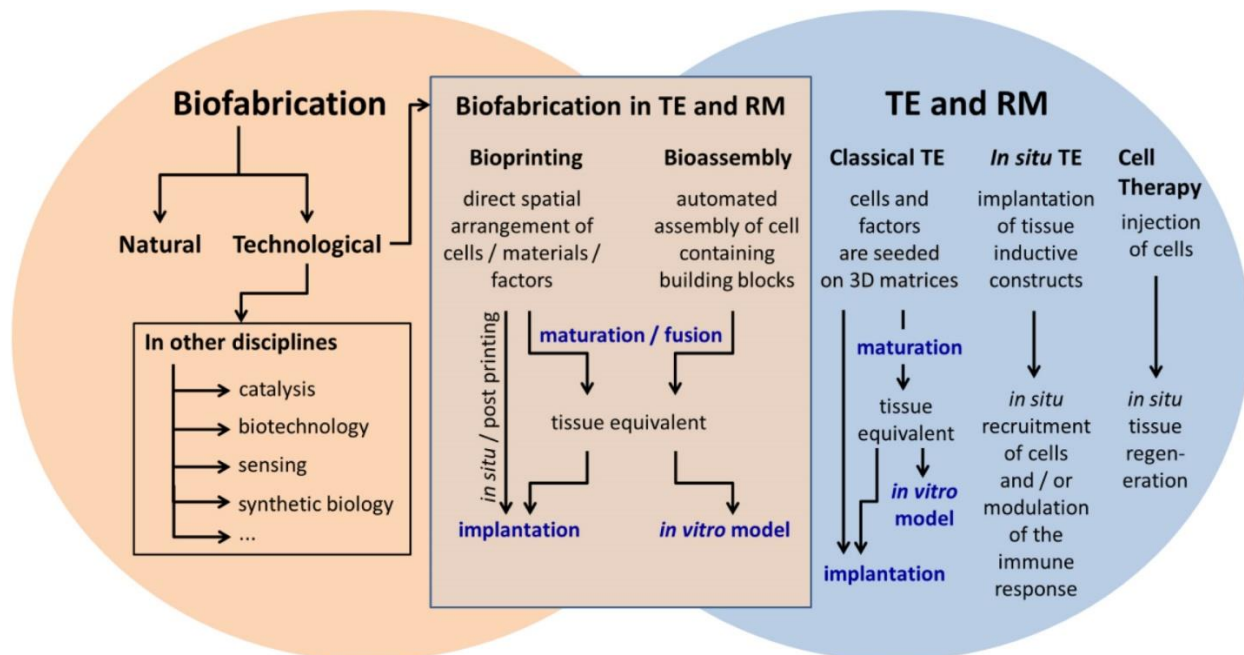 Biofabrication
Natural
Technological
In other disciplines
catalysis
biotechnology
sensing
synthetic biology
...
Biofabrication in TE and RM
Bioprinting
direct spatial
arrangement of
cells / materials /
factors
Bioassembly
automated
assembly of cell
containing
building blocks
maturation / fusion
in situ / post printing
tissue equivalent
implantation
in vitro model
TE and RM
Classical TE
cells and
factors
are seeded
on 3D matrices
maturation
tissue
equivalent
in vitro
model
implantation
In situ TE
implantation
of tissue
inductive
constructs
in situ
recruitment
of cells
and / or
modulation
of the
immune
response
Cell
Therapy
injection
of cells
in situ
tissue
regen-
eration